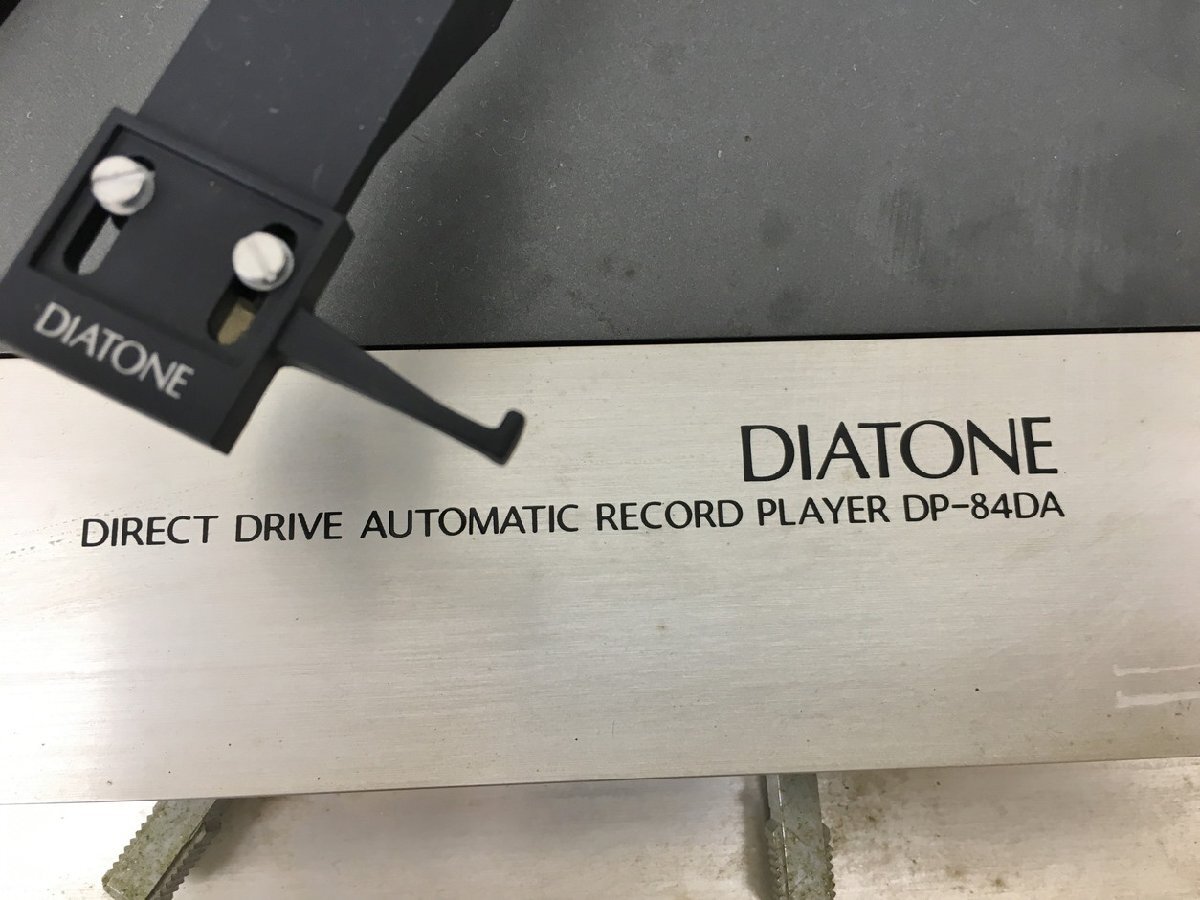 DIATONE
DIATONE
DIRECT DRIVE AUTOMATIC RECORD PLAYER DP-84DA